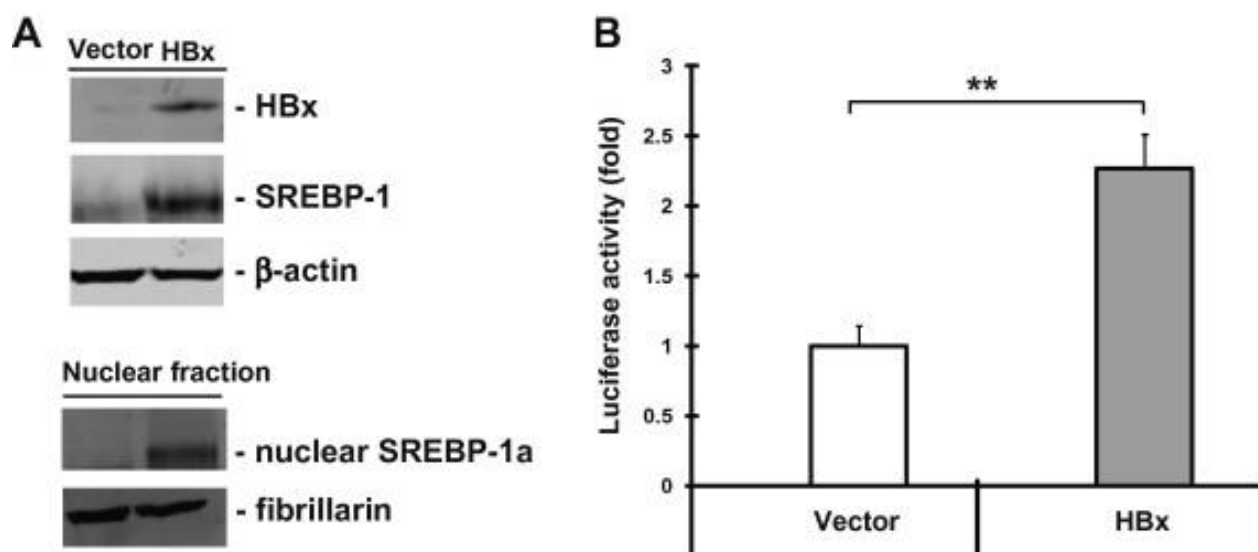 A
Vector HBx
- HBx
- SREBP-1
- β-actin
Nuclear fraction
- nuclear SREBP-1a
- fibrillarin
B
3
2.5
2
1.5
1
0.5
0
Luciferase activity (fold)
**
Vector
HBx